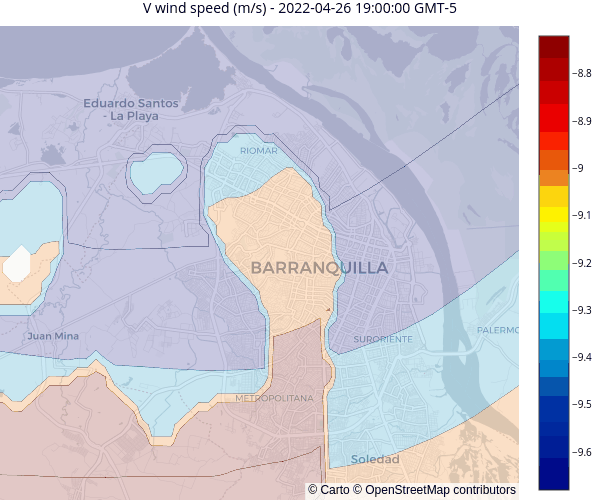 V wind speed (m/s) - 2022-04-26 19:00:00 GMT-5
Eduardo Santos
- La Playa
RIOMAR
BARRANQUILLA
Juan Mina
SURORIENTE
PALERMO
METROPOLITANA
Soledad
© Carto © OpenStreetMap contributors
−8.8
−8.9
−9
−9.1
−9.2
−9.3
−9.4
−9.5
−9.6